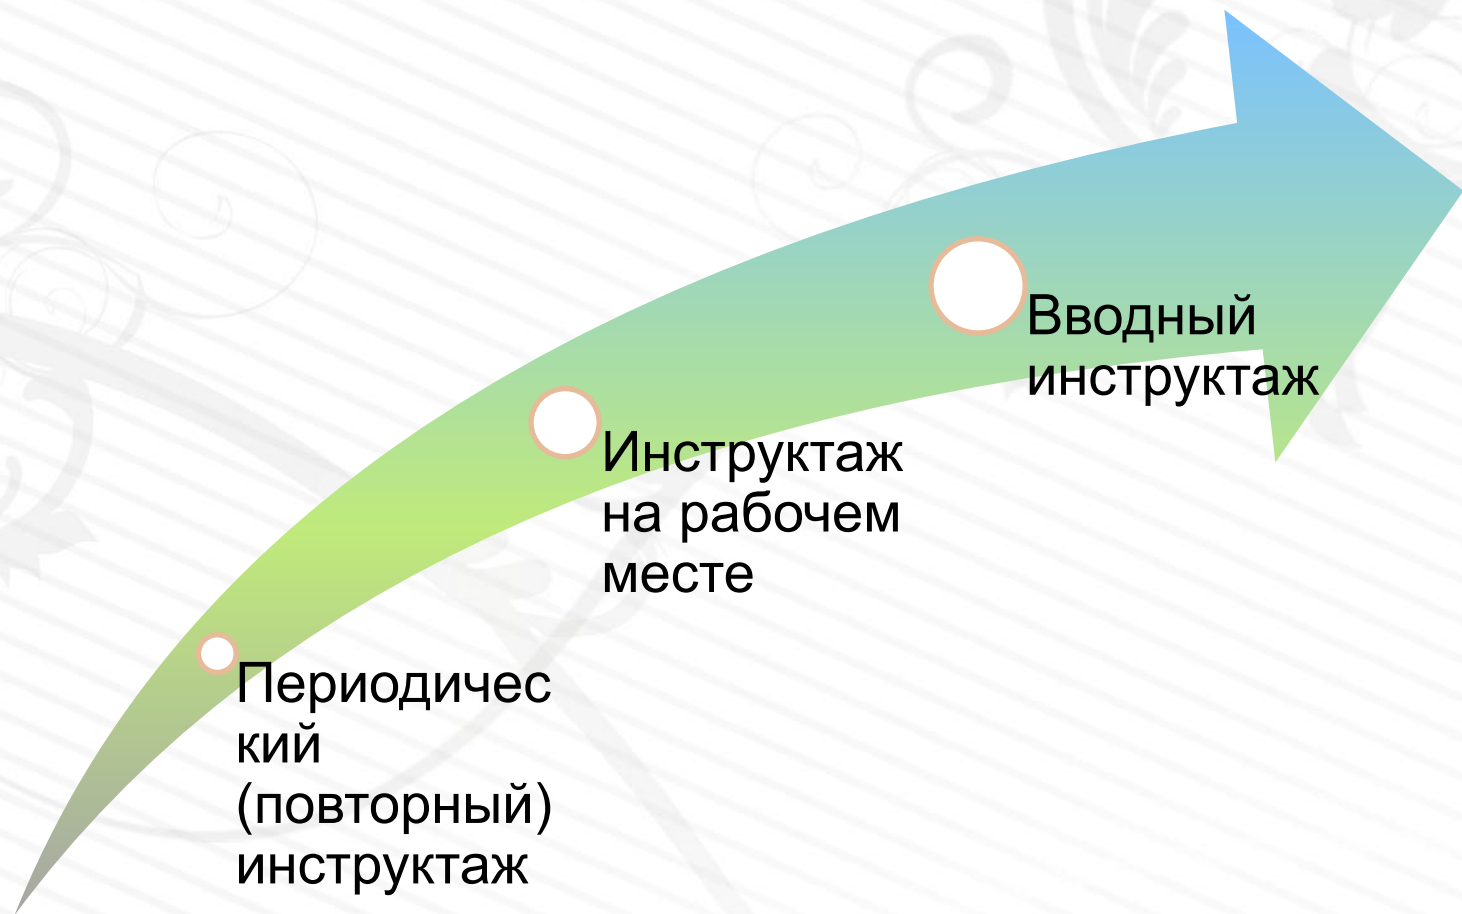 Вводный
инструктаж
Инструктаж
на рабочем
месте
Периодичес
кий
(повторный)
инструктаж